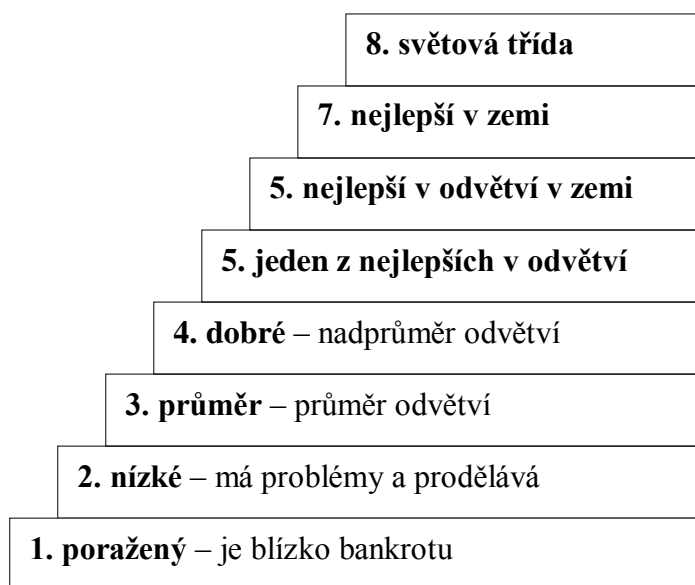 8. světová třída
7. nejlepší v zemi
5. nejlepší v odvětví v zemi
5. jeden z nejlepších v odvětví
4. dobré – nadprůměr odvětví
3. průměr – průměr odvětví
2. nízké – má problémy a prodělává
1. poražený – je blízko bankrotu